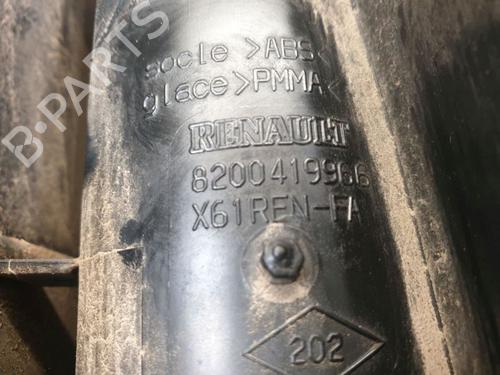 socle >ABS<
glace>PMMA<
RENAULT
8200419966
X61REN-FA
202
B-PARTS